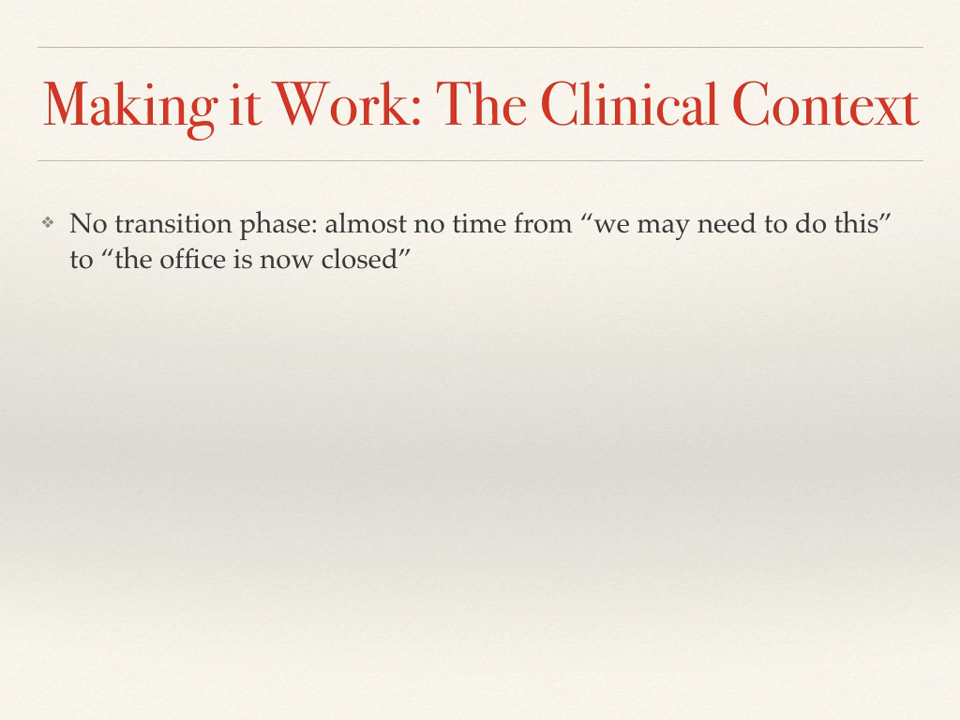 Making it Work: The Clinical Context
❖ No transition phase: almost no time from “we may need to do this”
to “the office is now closed”